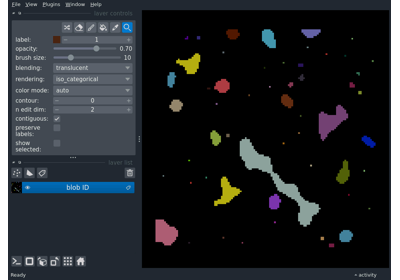 File View Plugins Window Help
layer controls
label: 1
opacity: 0.70
brush size: 10
blending: translucent
rendering: iso_categorical
color mode: auto
contour: 0
n edit dim: 2
contiguous:
preserve
labels:
show
selected:
layer list
blob ID
Ready
activity